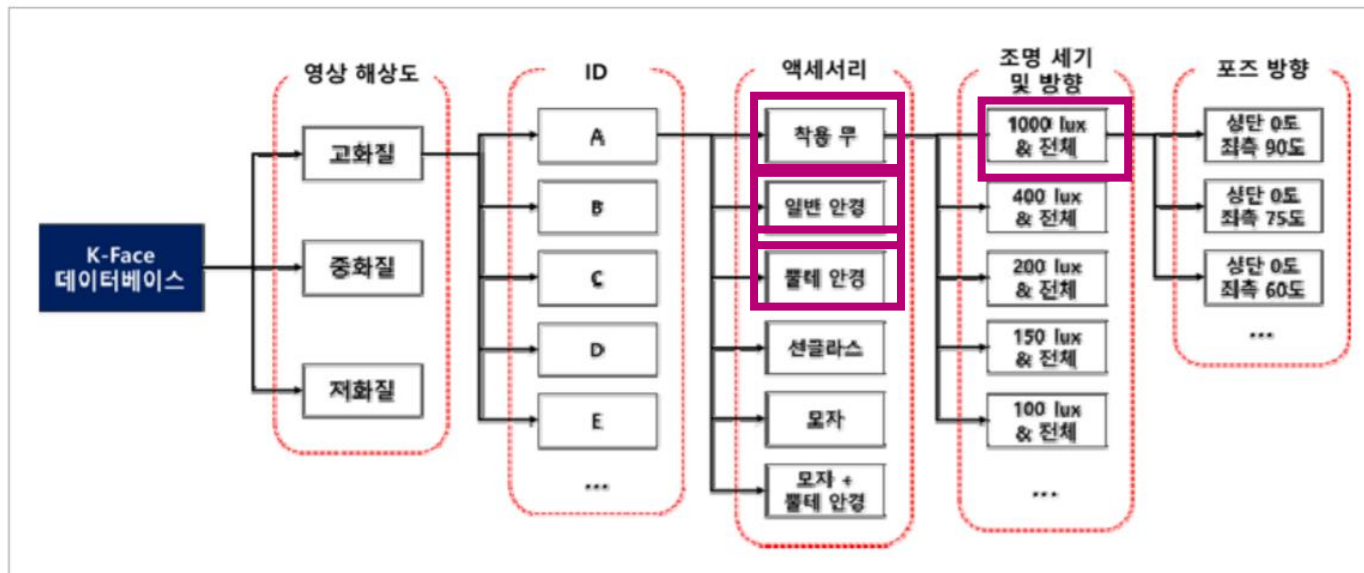 영상 해상도
ID
액세서리
조명 세기
및 방향
포즈 방향
K-Face
데이터베이스
고화질
중화질
저화질
A
B
C
D
E
...
착용 무
일반 안경
뿔테 안경
선글라스
모자
모자 +
뿔테 안경
1000 lux
& 전체
400 lux
& 전체
200 lux
& 전체
150 lux
& 전체
100 lux
& 전체
...
상단 0도
좌측 90도
상단 0도
좌측 75도
상단 0도
좌측 60도
...